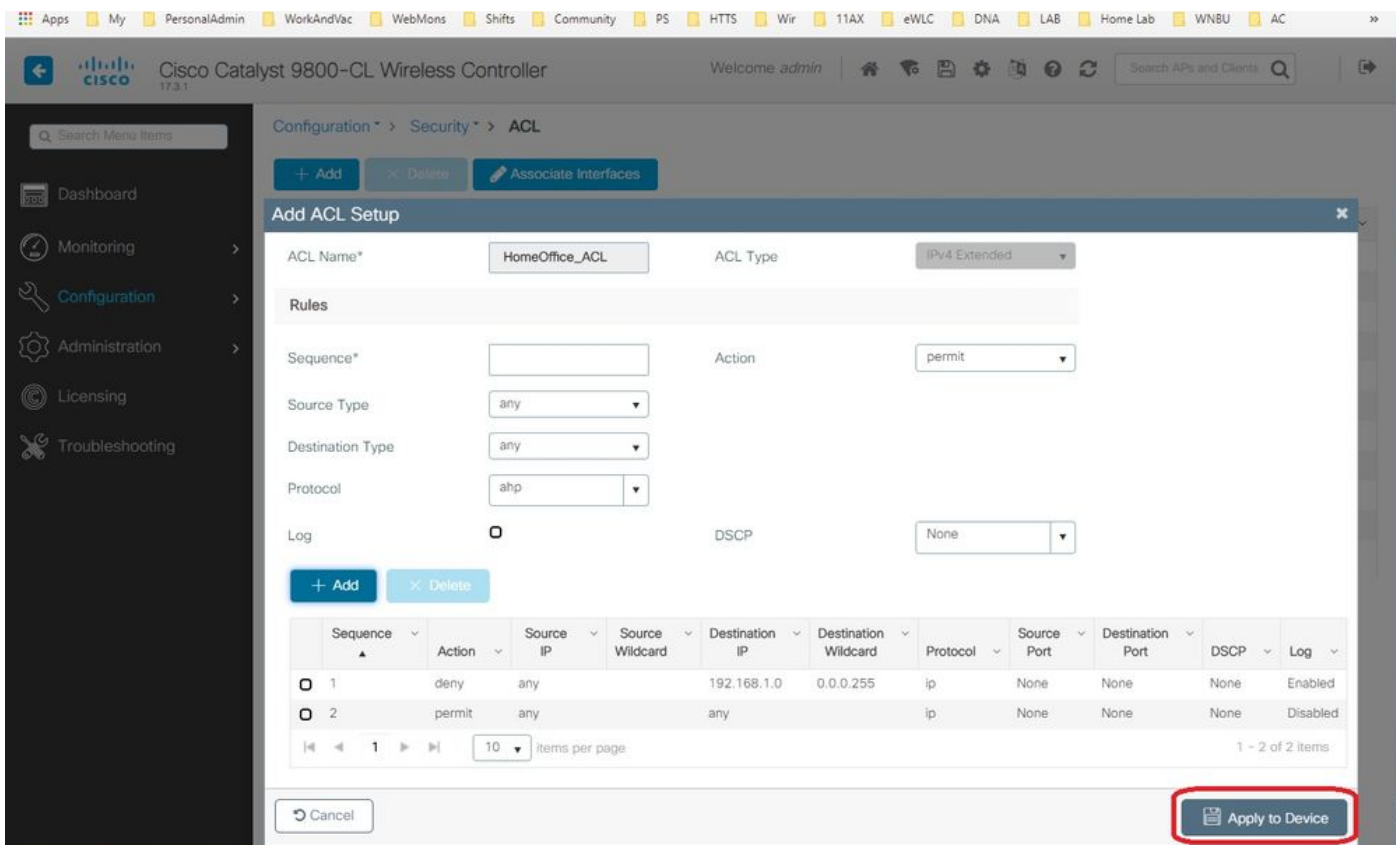 Apps My PersonalAdmin WorkAndVac WebMons Shifts Community PS HTTS Wir 11AX eWLC DNA LAB Home Lab WNBU AC »
CISCO Cisco Catalyst 9800-CL Wireless Controller Welcome admin Search APs and Clients
17.3.1
Search Menu Items
Configuration > Security > ACL
+ Add × Delete Associate Interfaces
Dashboard
Monitoring >
Configuration >
Administration >
Licensing
Troubleshooting
Add ACL Setup ×
ACL Name* HomeOffice_ACL ACL Type IPv4 Extended
Rules
Sequence* Action permit
Source Type any
Destination Type any
Protocol ahp
Log DSCP None
+ Add × Delete
Sequence Action Source IP Source Wildcard Destination IP Destination Wildcard Protocol Source Port Destination Port DSCP Log
1 deny any 192.168.1.0 0.0.0.255 ip None None None Enabled
2 permit any any ip None None None Disabled
1 10 items per page 1 - 2 of 2 items
Cancel Apply to Device